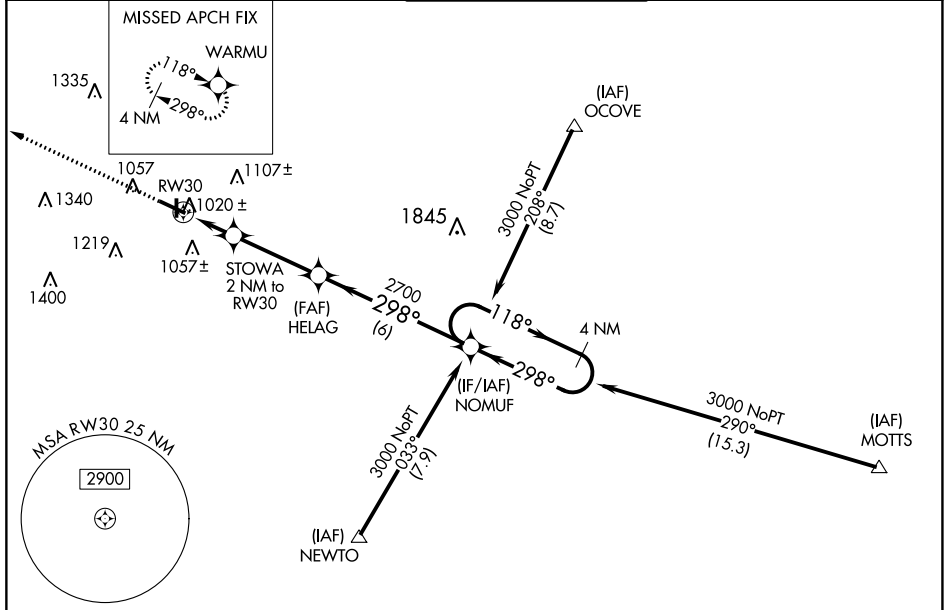 MISSED APCH FIX
WARMU
118°
298°
4 NM
1335
(IAF)
OCOVE
1057
RW30
1107±
1020 ±
1340
1219
1057±
1400
STOWA
2 NM to
RW30
(FAF)
HELAG
1845
3000 NoPT
208°
(8.7)
2700
298°
(6)
118°
4 NM
298°
(IF/IAF)
NOMUF
3000 NoPT
290°
(15.3)
(IAF)
MOTTS
3000 NoPT
033°
(7.9)
(IAF)
NEWTO
MSA RW30 25 NM
2900